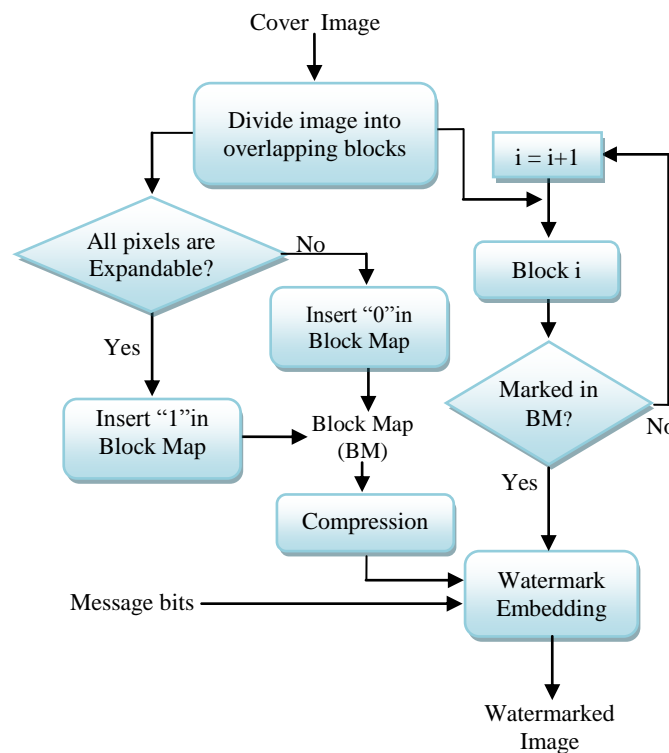 Cover Image
Divide image into
overlapping blocks
i = i+1
All pixels are
Expandable?
No
Block i
Insert “0”in
Block Map
Yes
Marked in
BM?
No
Insert “1”in
Block Map
Block Map
(BM)
Yes
Compression
Watermark
Embedding
Message bits
Watermarked
Image